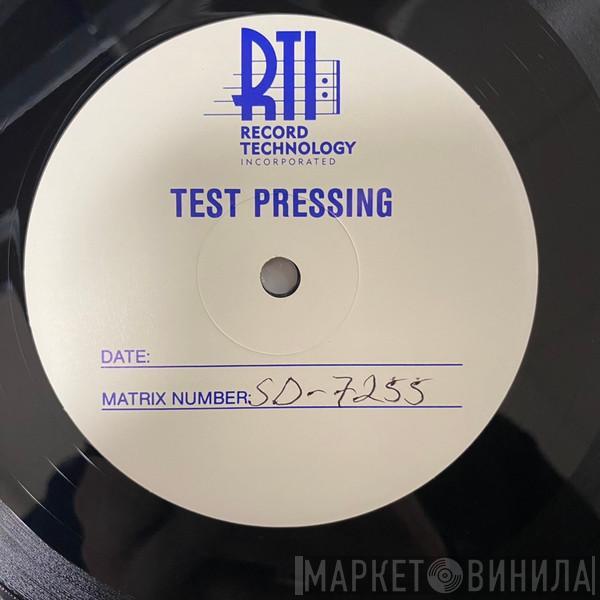 RTI
RECORD
TECHNOLOGY
INCORPORATED
TEST PRESSING
DATE:
MATRIX NUMBER: SD-7255
МАРКЕТ ВИНИЛА